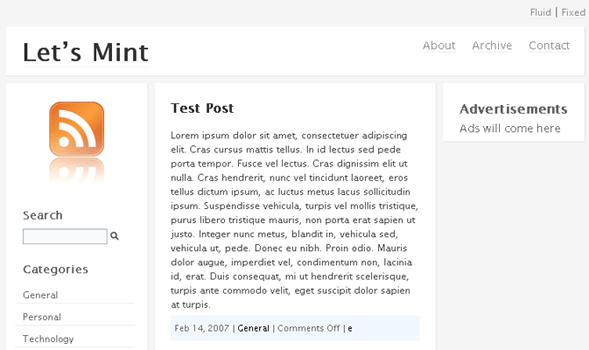 Fluid | Fixed
Let's Mint
About Archive Contact
Search
Categories
General
Personal
Technology
Test Post
Lorem ipsum dolor sit amet, consectetuer adipiscing
elit. Cras cursus mattis tellus. In id lectus sed pede
porta tempor. Fusce vel lectus. Cras dignissim elit ut
nulla. Cras hendrerit, nunc vel tincidunt laoreet, eros
tellus dictum ipsum, ac luctus metus lacus sollicitudin
ipsum. Suspendisse vehicula, turpis vel mollis tristique,
purus libero tristique mauris, non porta erat sapien ut
justo. Integer nunc metus, blandit in, vehicula sed,
vehicula ut, pede. Donec eu nibh. Proin odio. Mauris
dolor augue, imperdiet vel, condimentum non, lacinia
id, erat. Duis consequat, mi ut hendrerit scelerisque,
turpis ante commodo velit, eget suscipit dolor sapien
at turpis.
Feb 14, 2007 | General | Comments Off | e
Advertisements
Ads will come here